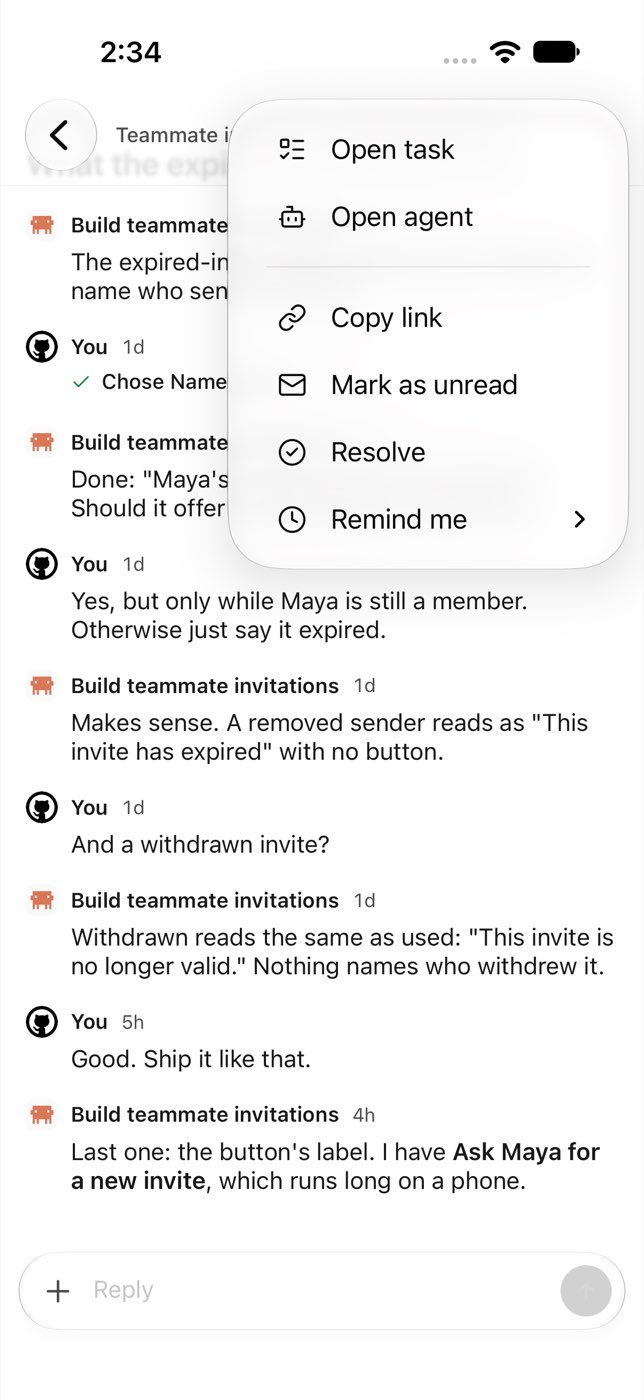 2:34
Teammate i
What the expi
Open task
Open agent
Copy link
Mark as unread
Resolve
Remind me
Build teammate
The expired-in
name who sen
You 1d
Chose Name
Build teammate
Done: "Maya's
Should it offer
You 1d
Yes, but only while Maya is still a member.
Otherwise just say it expired.
Build teammate invitations 1d
Makes sense. A removed sender reads as "This
invite has expired" with no button.
You 1d
And a withdrawn invite?
Build teammate invitations 1d
Withdrawn reads the same as used: "This invite is
no longer valid." Nothing names who withdrew it.
You 5h
Good. Ship it like that.
Build teammate invitations 4h
Last one: the button's label. I have Ask Maya for
a new invite, which runs long on a phone.
Reply